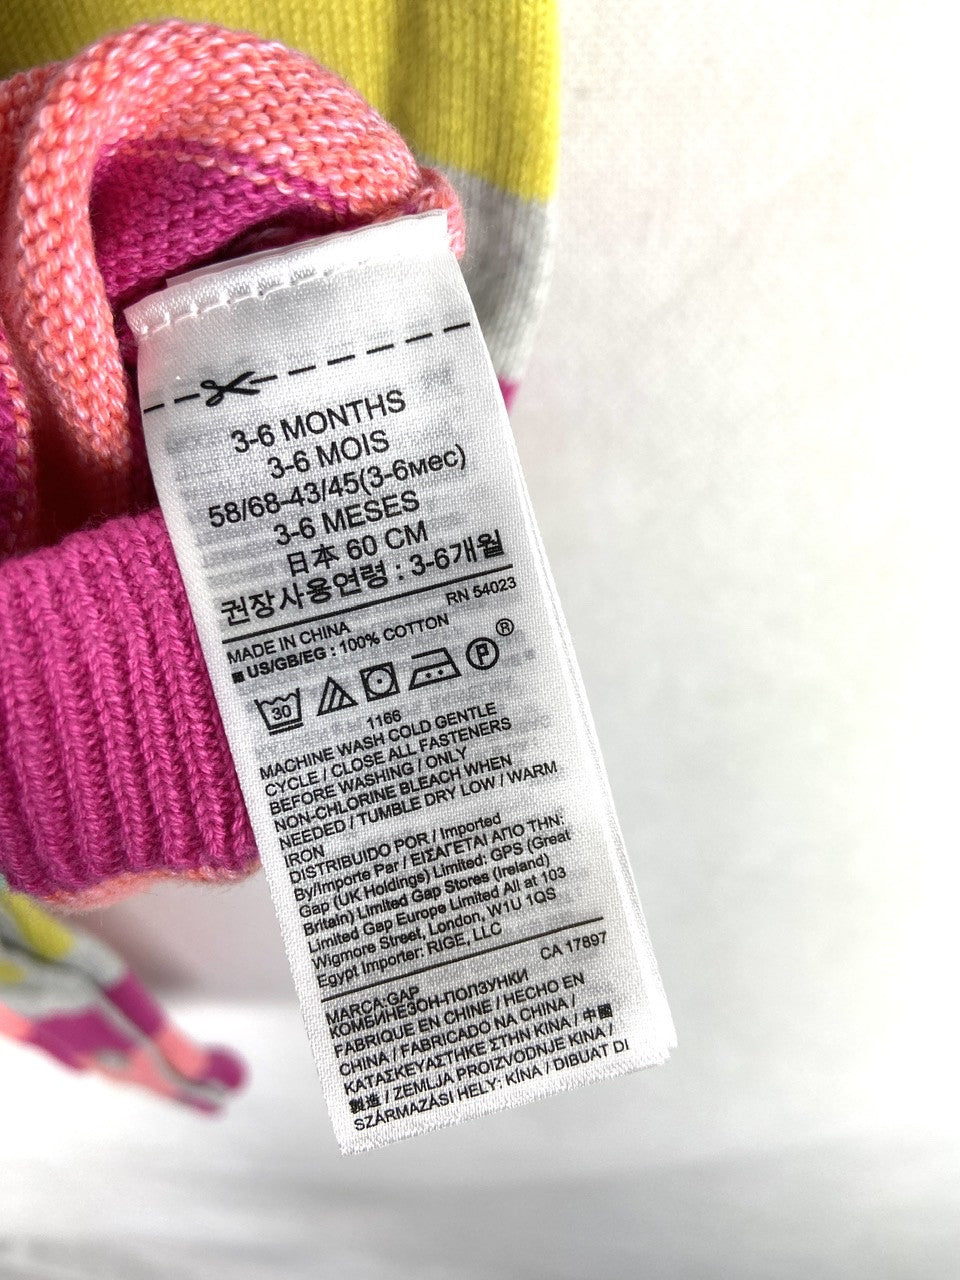 3-6 MONTHS
3-6 MOIS
58/68-43/45(3-6мес)
3-6 MESES
日本 60 CM
권장사용연령 : 3-6개월
RN 54023
MADE IN CHINA
■ US/GB/EG : 100% COTTON
30
P
®
1166
MACHINE WASH COLD GENTLE
CYCLE / CLOSE ALL FASTENERS
BEFORE WASHING / ONLY
NON-CHLORINE BLEACH WHEN
NEEDED / TUMBLE DRY LOW / WARM
IRON
DISTRIBUIDO POR / Imported
By/Importe Par / ΕΙΣΑΓΕΤΑΙ ΑΠΟ ΤΗΝ:
Gap (UK Holdings) Limited: GPS (Great
Britain) Limited Gap Stores (Ireland)
Limited Gap Europe Limited All at 103
Wigmore Street, London, W1U 1QS
Egypt Importer: RIGE, LLC
CA 17897
MARCA:GAP
КОМБИНЕЗОН-ПОЛЗУНКИ
FABRIQUE EN CHINE / HECHO EN
CHINA / FABRICADO NA CHINA /
ΚΑΤΑΣΚΕΥΑΣΤΗΚΕ ΣΤΗΝ ΚΙΝΑ / 中國
製造 / ZEMLJA PROIZVODNJE KINA /
SZÁRMAZÁSI HELY: KÍNA / DIBUAT DI